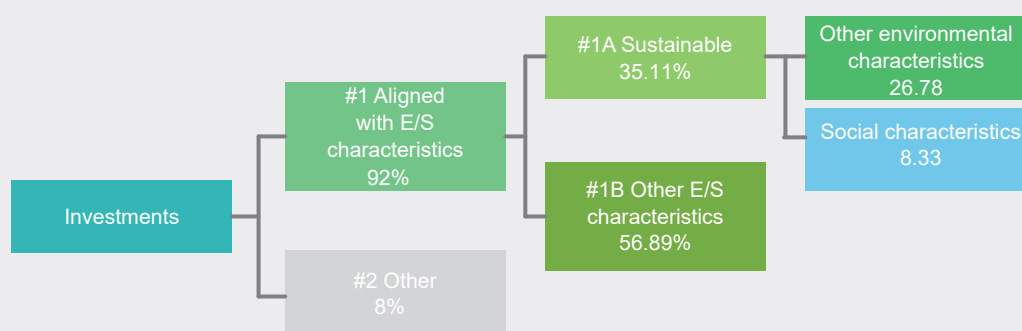 Investments
#1 Aligned
with E/S
characteristics
92%
#2 Other
8%
#1A Sustainable
35.11%
#1B Other E/S
characteristics
56.89%
Other environmental
characteristics
26.78
Social characteristics
8.33